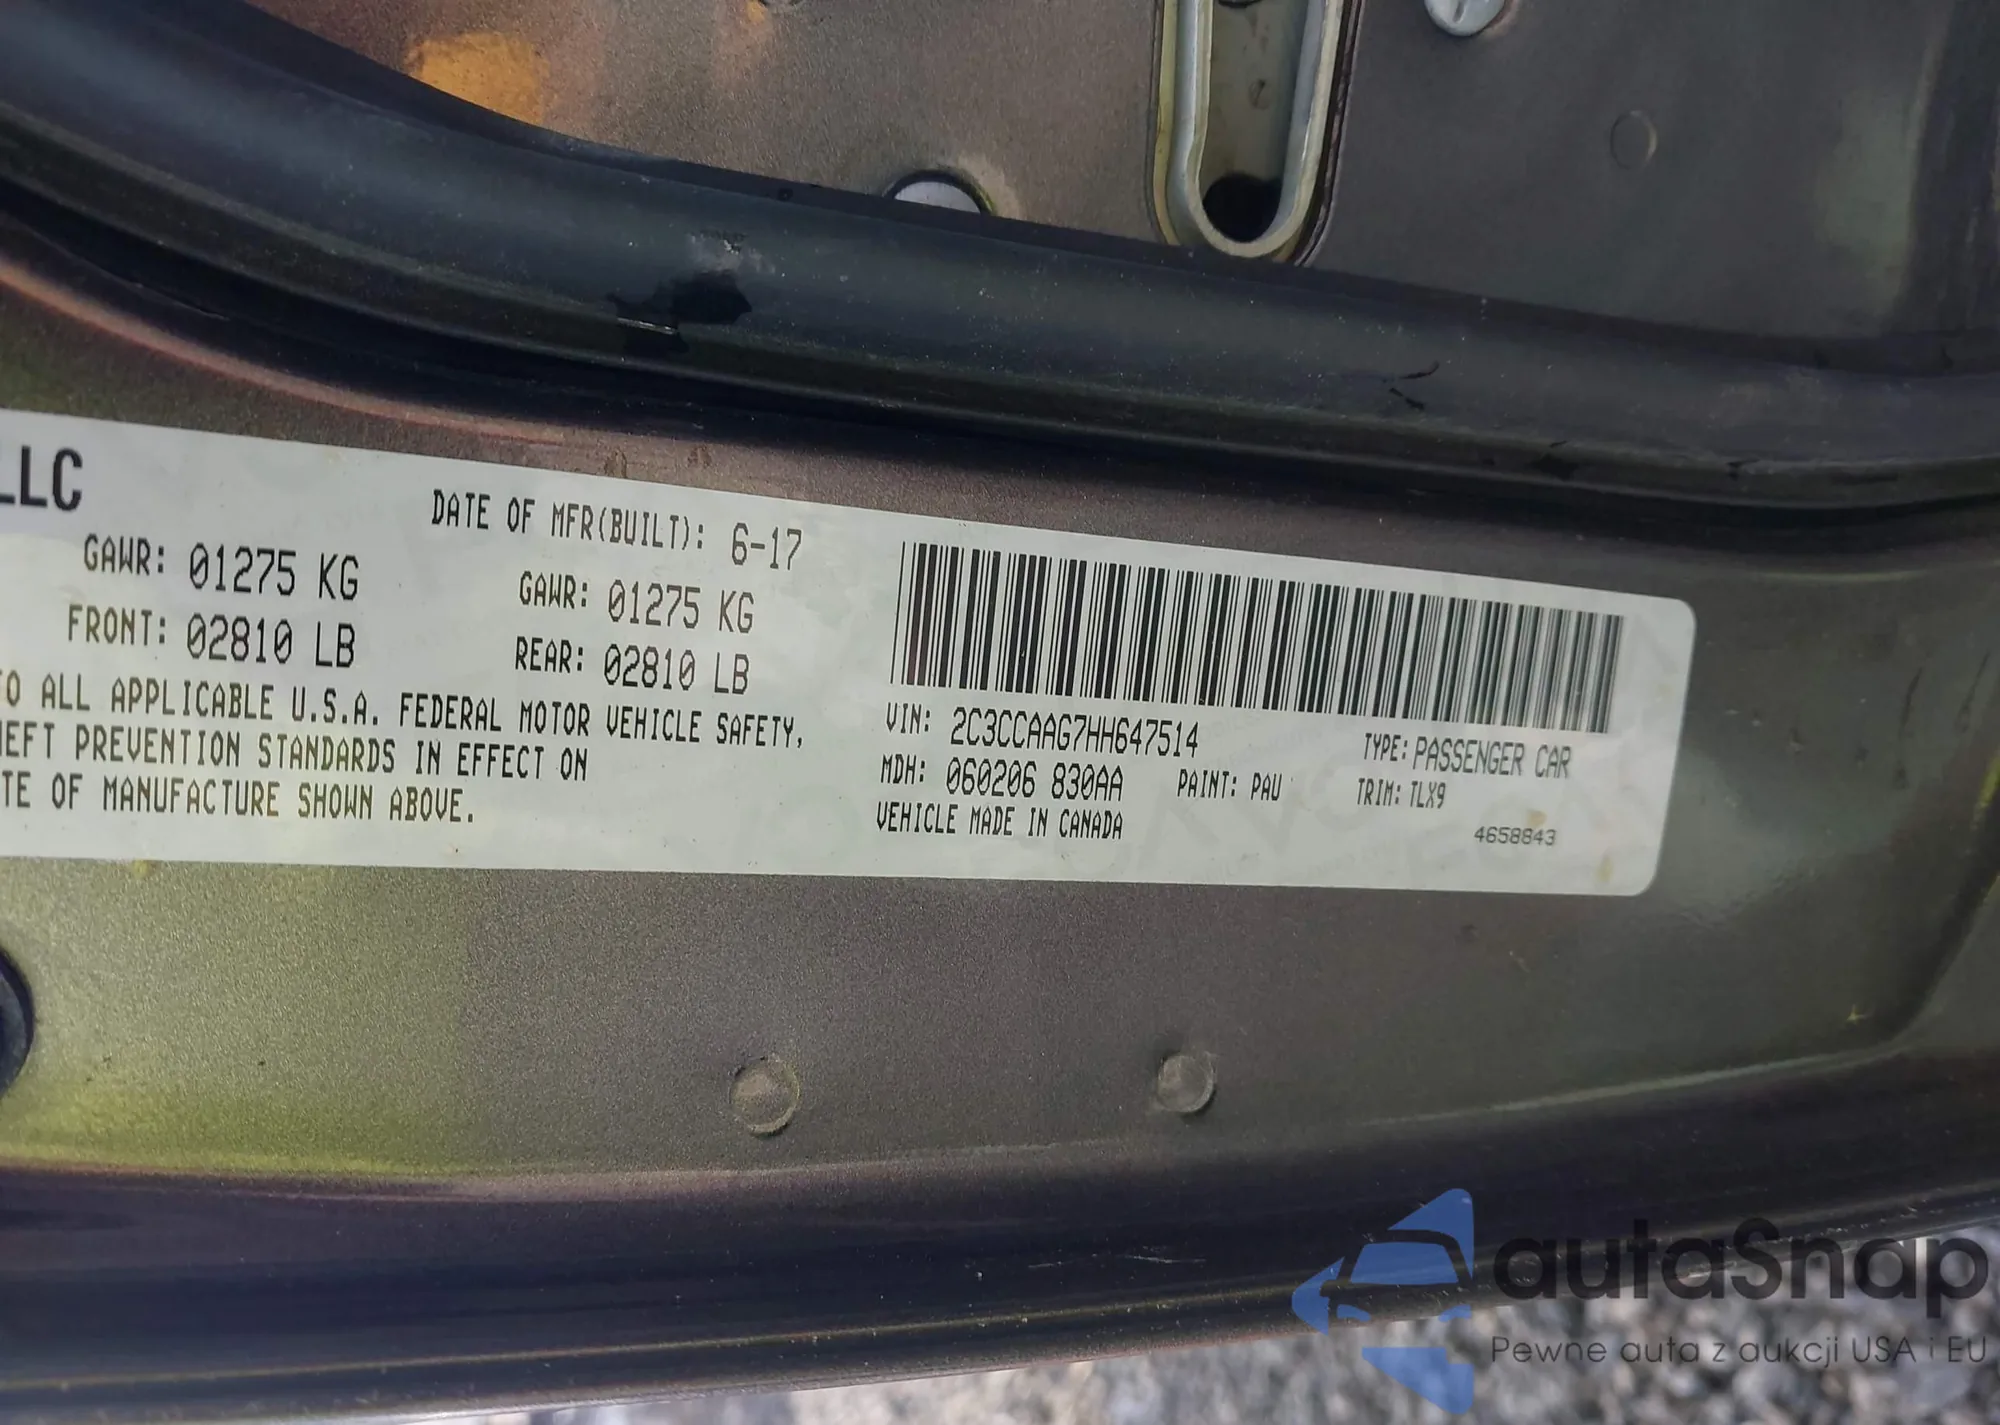 LLC
DATE OF MFR(BUILT): 6-17
GAWR: 01275 KG GAWR: 01275 KG
FRONT: 02810 LB REAR: 02810 LB
TO ALL APPLICABLE U.S.A. FEDERAL MOTOR VEHICLE SAFETY,
HEFT PREVENTION STANDARDS IN EFFECT ON
TE OF MANUFACTURE SHOWN ABOVE.
VIN: 2C3CCAAG7HH647514 TYPE: PASSENGER CAR
MDH: 060206 830AA PAINT: PAU TRIM: TLX9
VEHICLE MADE IN CANADA
4658843
autaSnap
Pewne auta z aukcji USA i EU